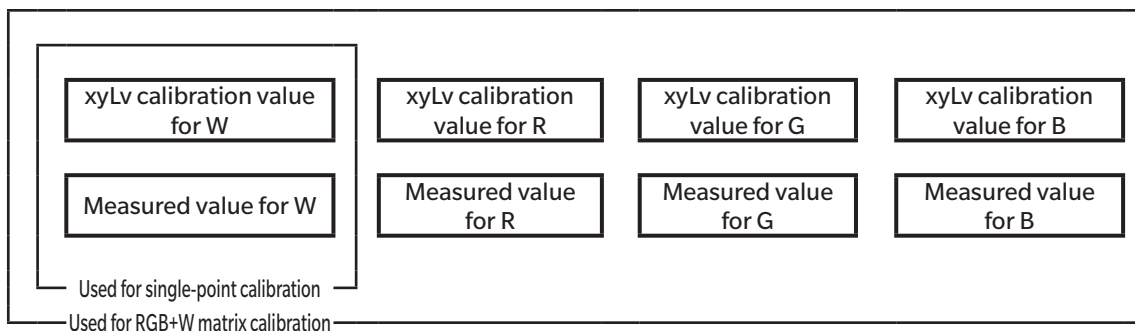 xyLv calibration value
for W
xyLv calibration
value for R
xyLv calibration
value for G
xyLv calibration
value for B
Measured value for W
Measured value
for R
Measured value
for G
Measured value
for B
Used for single-point calibration
Used for RGB+W matrix calibration